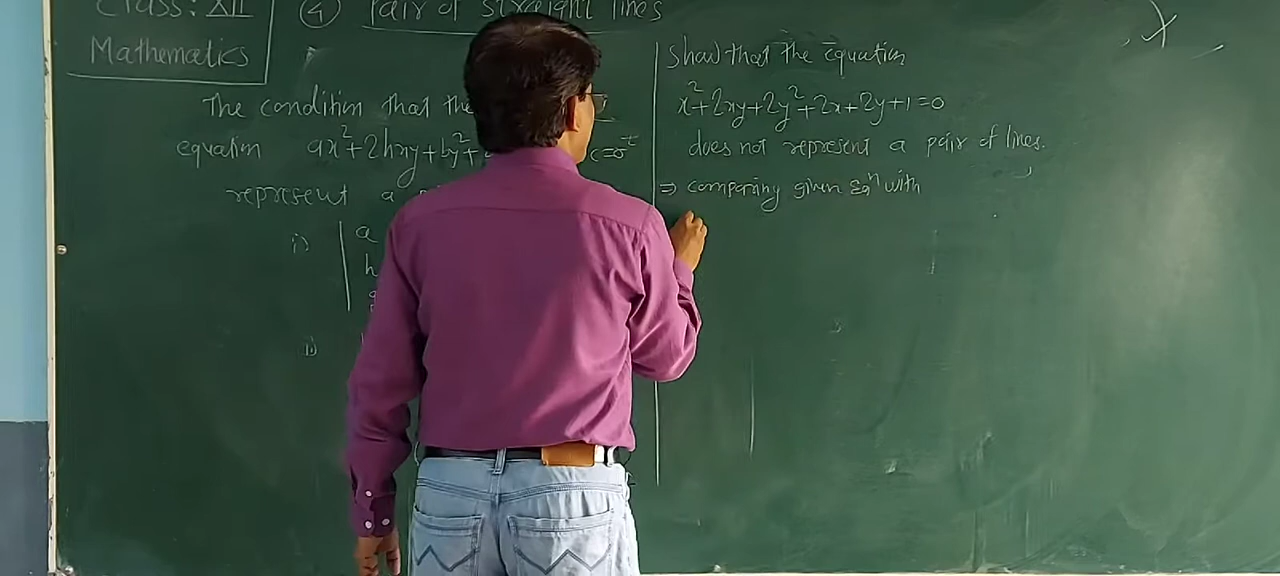 Class: XII
④ Pair of straight lines
Mathematics
The condition that the
equation ax²+2hxy+by²+ c=0
represent a
i) | a
h
g
ii)
Show that the equation
x²+2xy+2y²+2x+2y+1=0
does not represent a pair of lines.
⇒ comparing given Eqⁿ with